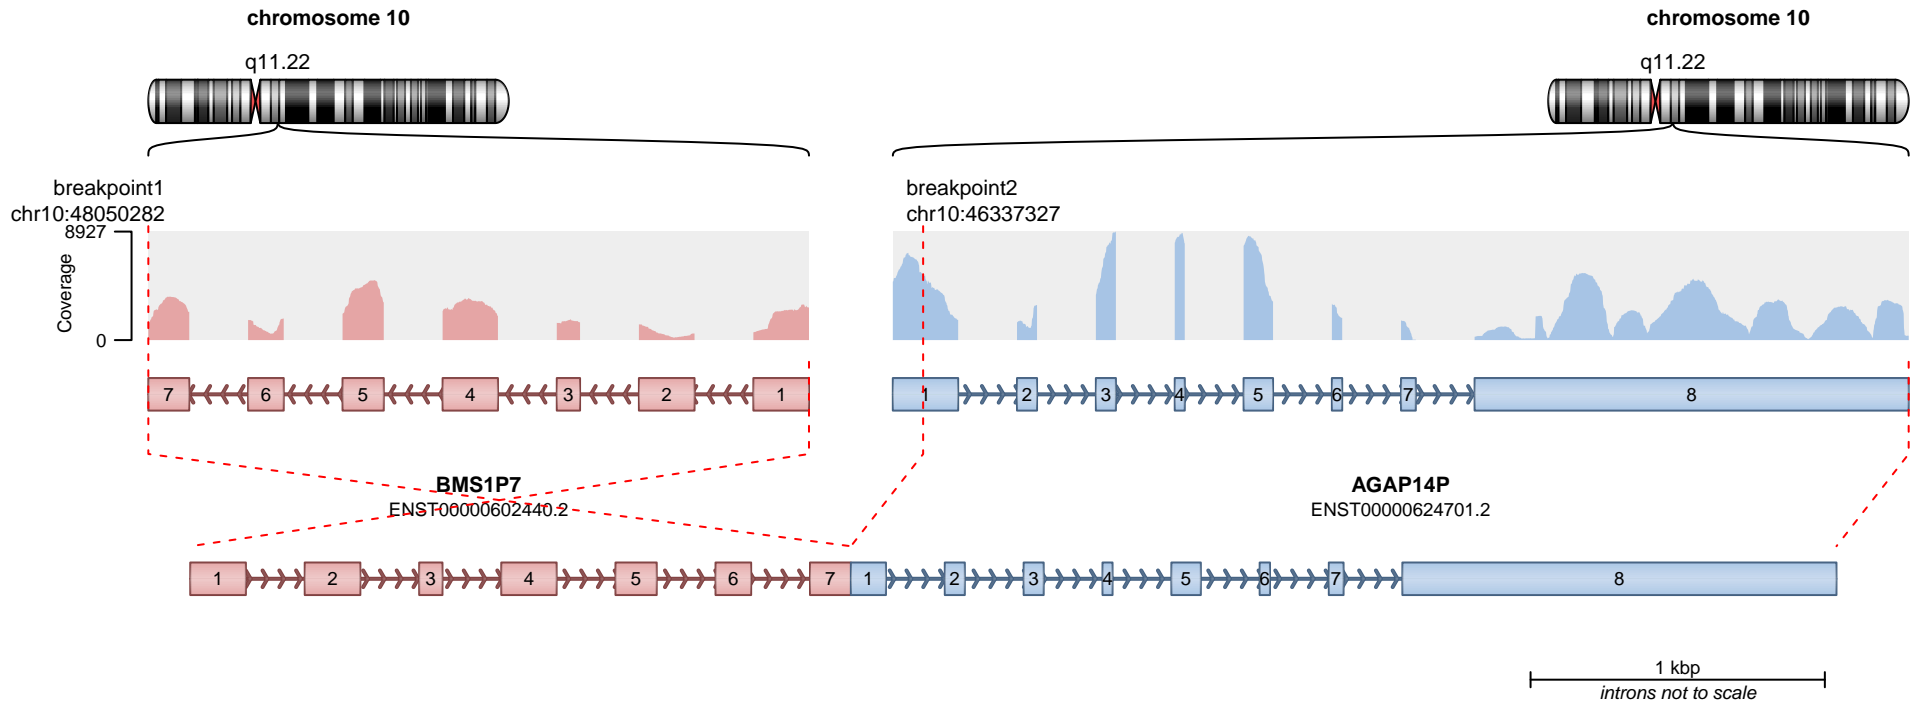 chromosome 10
chromosome 10
q11.22
q11.22
breakpoint1
chr10:48050282
breakpoint2
chr10:46337327
8927
Coverage
0
7 6 5 4 3 2 1
1 2 3 4 5 6 7 8
BMS1P7
ENST00000602440.2
AGAP14P
ENST00000624701.2
1 2 3 4 5 6 7 1 2 3 4 5 6 7 8
1 kbp
introns not to scale